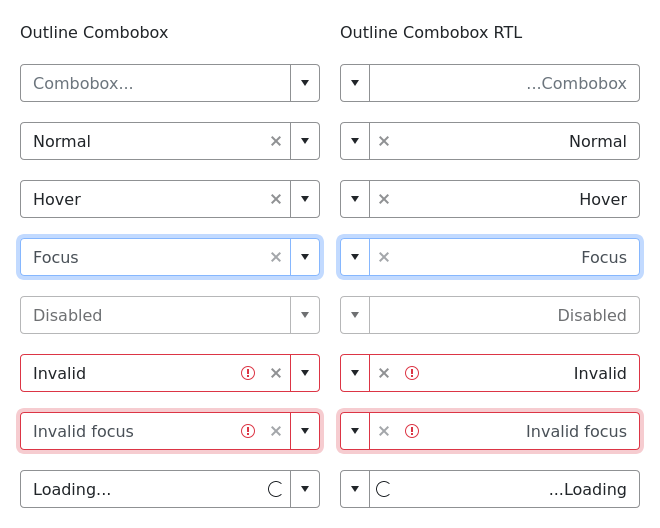 Outline Combobox
Outline Combobox RTL
Combobox...
...Combobox
Normal
Normal
Hover
Hover
Focus
Focus
Disabled
Disabled
Invalid
Invalid
Invalid focus
Invalid focus
Loading...
...Loading